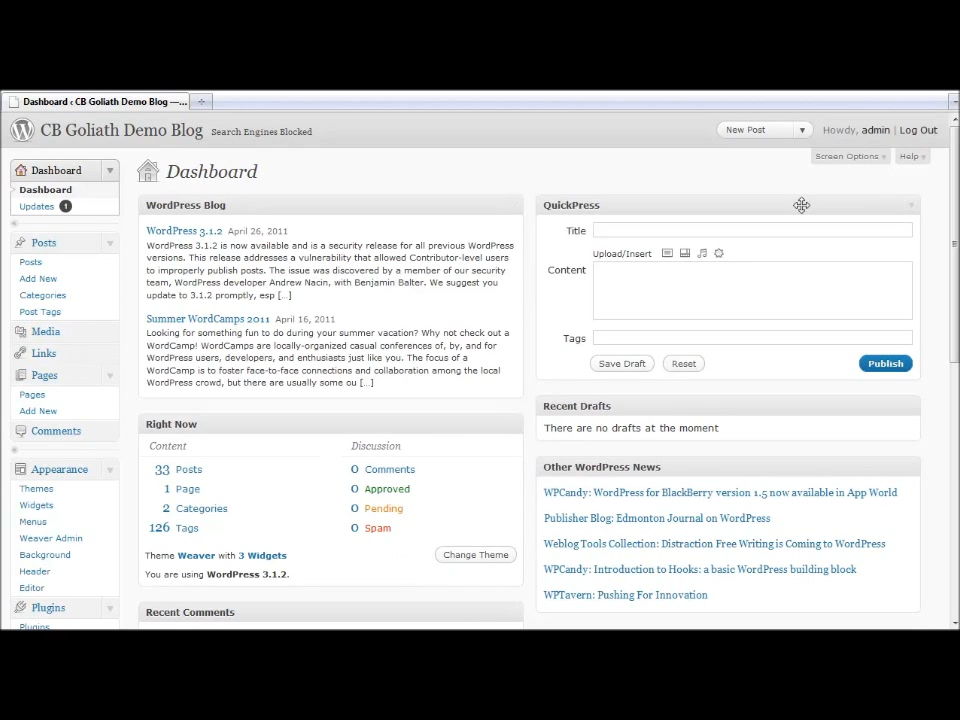 Dashboard ‹ CB Goliath Demo Blog —...
CB Goliath Demo Blog Search Engines Blocked
New Post
Howdy, admin | Log Out
Screen Options
Help
Dashboard
Dashboard
Updates 1
Posts
Posts
Add New
Categories
Post Tags
Media
Links
Pages
Pages
Add New
Comments
Appearance
Themes
Widgets
Menus
Weaver Admin
Background
Header
Editor
Plugins
Plugins
Dashboard
WordPress Blog
WordPress 3.1.2 April 26, 2011
WordPress 3.1.2 is now available and is a security release for all previous WordPress
versions. This release addresses a vulnerability that allowed Contributor-level users
to improperly publish posts. The issue was discovered by a member of our security
team, WordPress developer Andrew Nacin, with Benjamin Balter. We suggest you
update to 3.1.2 promptly, esp [...]
Summer WordCamps 2011 April 16, 2011
Looking for something fun to do during your summer vacation? Why not check out a
WordCamp! WordCamps are locally-organized casual conferences of, by, and for
WordPress users, developers, and enthusiasts just like you. The focus of a
WordCamp is to foster face-to-face connections and collaboration among the local
WordPress crowd, but there are usually some ou [...]
Right Now
Content
33 Posts
1 Page
2 Categories
126 Tags
Discussion
0 Comments
0 Approved
0 Pending
0 Spam
Theme Weaver with 3 Widgets
Change Theme
You are using WordPress 3.1.2.
Recent Comments
QuickPress
Title
Upload/Insert
Content
Tags
Save Draft
Reset
Publish
Recent Drafts
There are no drafts at the moment
Other WordPress News
WPCandy: WordPress for BlackBerry version 1.5 now available in App World
Publisher Blog: Edmonton Journal on WordPress
Weblog Tools Collection: Distraction Free Writing is Coming to WordPress
WPCandy: Introduction to Hooks: a basic WordPress building block
WPTavern: Pushing For Innovation